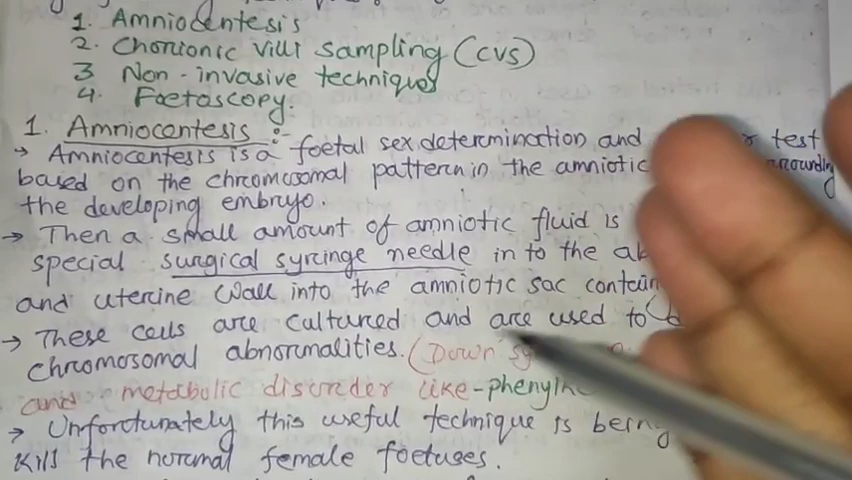 1. Amniocentesis
2. Chorionic villi sampling (CVS)
3 Non-invasive techniques
4. Foetoscopy.
1. Amniocentesis :-
→ Amniocentesis is a foetal sex determination and test
based on the chromosomal pattern in the amniotic
the developing embryo.
→ Then a small amount of amniotic fluid is
special surgical syringe needle in to the
and uterine wall into the amniotic sac
→ These cells are cultured and are used to
chromosomal abnormalities. (Down
and metabolic disorder like-
→ Unfortunately this useful technique is being
kill the normal female foetuses.